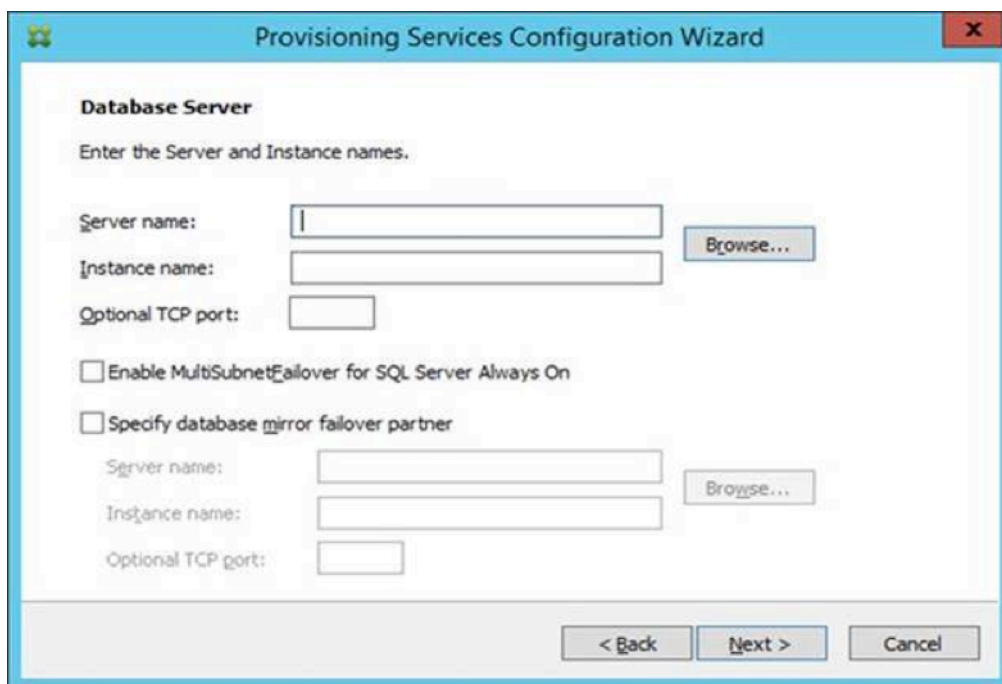 Provisioning Services Configuration Wizard
x
Database Server
Enter the Server and Instance names.
Server name:
Browse...
Instance name:
Optional TCP port:
Enable MultiSubnetFailover for SQL Server Always On
Specify database mirror failover partner
Server name:
Browse...
Instance name:
Optional TCP port:
< Back
Next >
Cancel